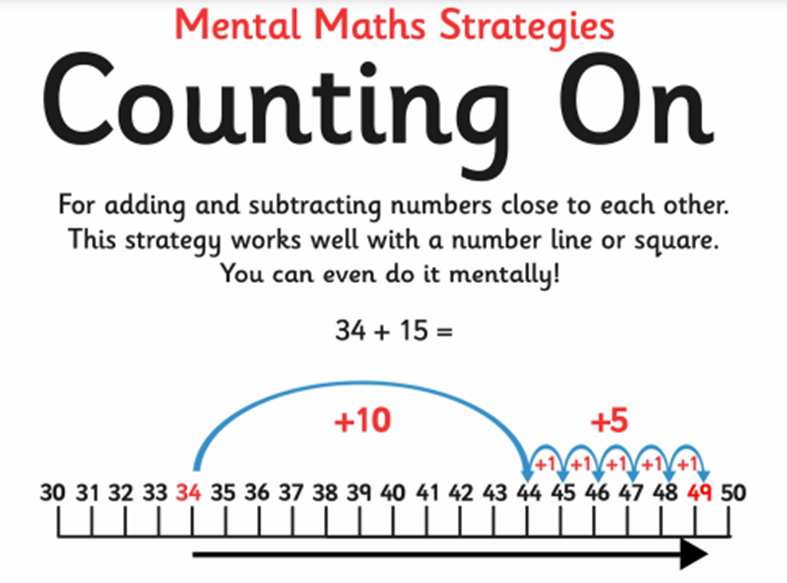 Mental Maths Strategies
Counting On
For adding and subtracting numbers close to each other.
This strategy works well with a number line or square.
You can even do it mentally!
34 + 15 =
+10 +5
+1 +1 +1 +1 +1
30 31 32 33 34 35 36 37 38 39 40 41 42 43 44 45 46 47 48 49 50